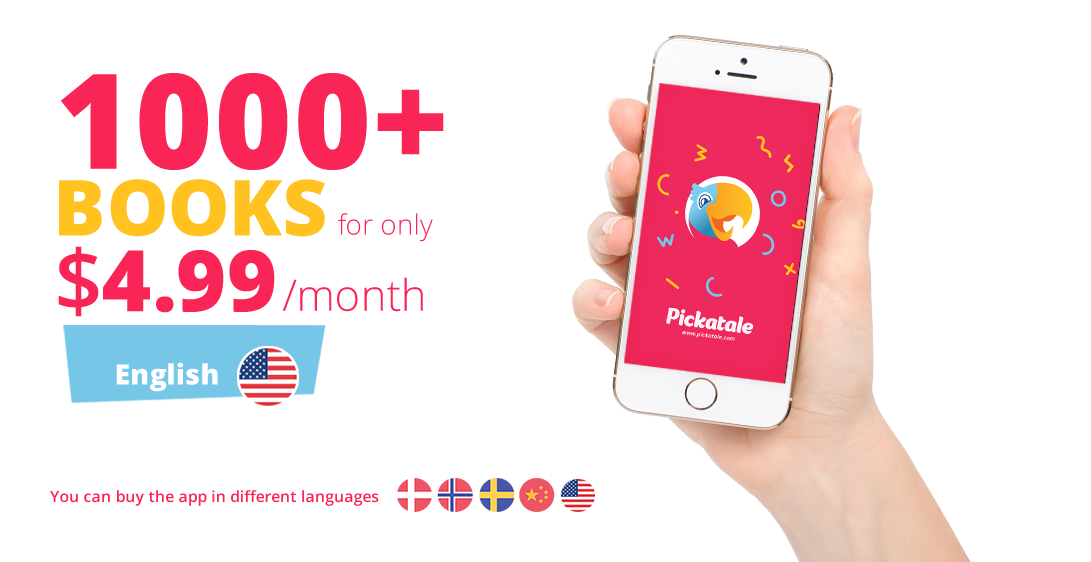 1000+
BOOKS for only
$4.99 /month
English
You can buy the app in different languages
Pickatale
www.pickatale.com